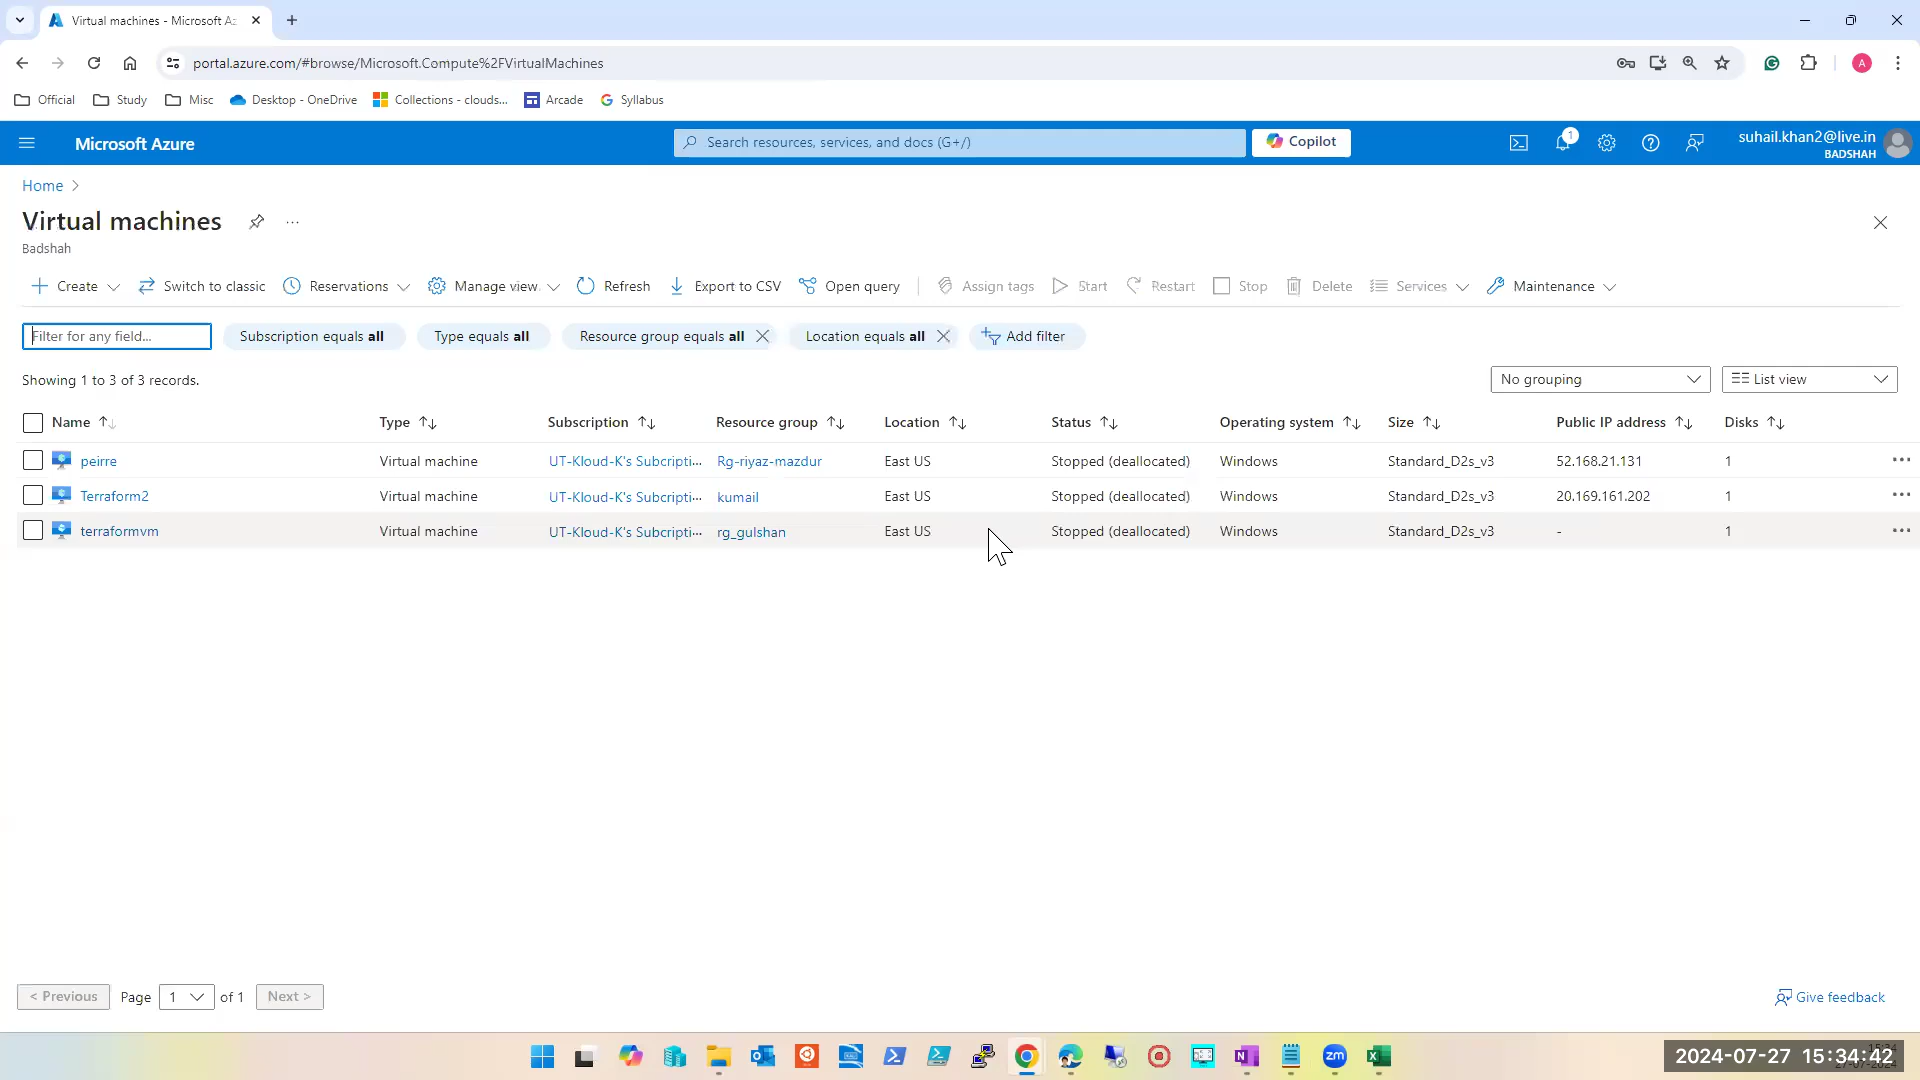 Virtual machines - Microsoft Az
portal.azure.com/#browse/Microsoft.Compute%2FVirtualMachines
A
Official Study Misc Desktop - OneDrive Collections - clouds... Arcade Syllabus
Microsoft Azure
Search resources, services, and docs (G+/)
Copilot
1
suhail.khan2@live.in
BADSHAH
Home >
Virtual machines
Badshah
Create Switch to classic Reservations Manage view Refresh Export to CSV Open query Assign tags Start Restart Stop Delete Services Maintenance
Filter for any field... Subscription equals all Type equals all Resource group equals all Location equals all Add filter
Showing 1 to 3 of 3 records. No grouping List view
Name Type Subscription Resource group Location Status Operating system Size Public IP address Disks
peirre Virtual machine UT-Kloud-K's Subcripti... Rg-riyaz-mazdur East US Stopped (deallocated) Windows Standard_D2s_v3 52.168.21.131 1
Terraform2 Virtual machine UT-Kloud-K's Subcripti... kumail East US Stopped (deallocated) Windows Standard_D2s_v3 20.169.161.202 1
terraformvm Virtual machine UT-Kloud-K's Subcripti... rg_gulshan East US Stopped (deallocated) Windows Standard_D2s_v3 - 1
< Previous Page 1 of 1 Next > Give feedback
2024-07-27 15:34:42